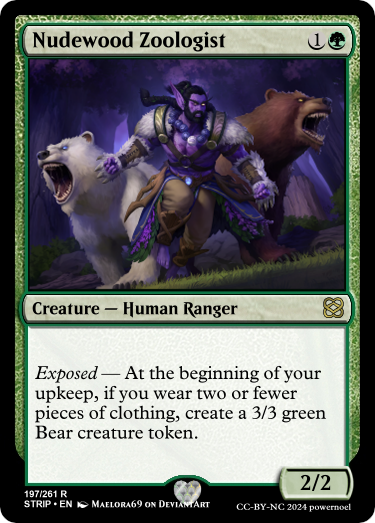 Nudewood Zoologist 1
Creature — Human Ranger
Exposed — At the beginning of your
upkeep, if you wear two or fewer
pieces of clothing, create a 3/3 green
Bear creature token.
2/2
197/261 R
STRIP • EN Maelora69 on DeviantArt
CC-BY-NC 2024 powernoel